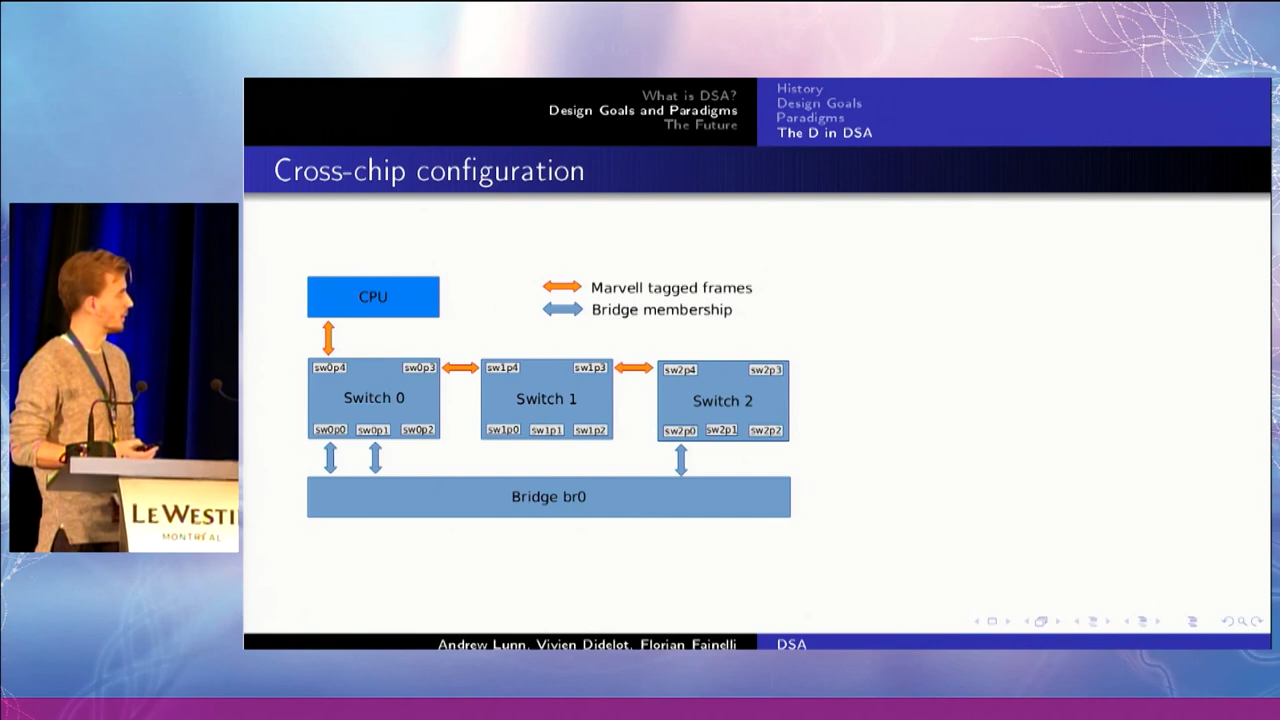 What is DSA?
Design Goals and Paradigms
The Future
History
Design Goals
Paradigms
The D in DSA
Cross-chip configuration
CPU
Marvell tagged frames
Bridge membership
sw0p4
sw0p3
sw1p4
sw1p3
sw2p4
sw2p3
Switch 0
Switch 1
Switch 2
sw0p0
sw0p1
sw0p2
sw1p0
sw1p1
sw1p2
sw2p0
sw2p1
sw2p2
Bridge br0
LE WESTI
MONTRÉAL
Andrew Lunn, Vivien Didelot, Florian Fainelli
DSA